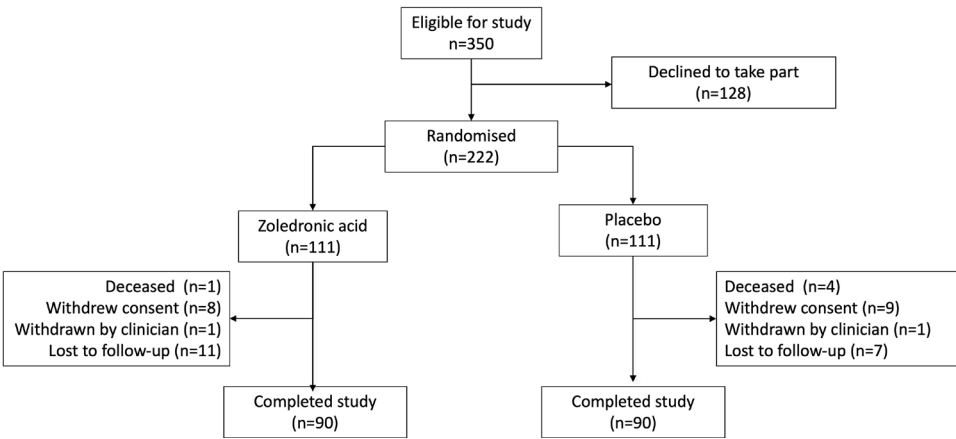 Eligible for study
n=350
Declined to take part
(n=128)
Randomised
(n=222)
Zoledronic acid
(n=111)
Placebo
(n=111)
Deceased (n=1)
Withdrew consent (n=8)
Withdrawn by clinician (n=1)
Lost to follow-up (n=11)
Deceased (n=4)
Withdrew consent (n=9)
Withdrawn by clinician (n=1)
Lost to follow-up (n=7)
Completed study
(n=90)
Completed study
(n=90)